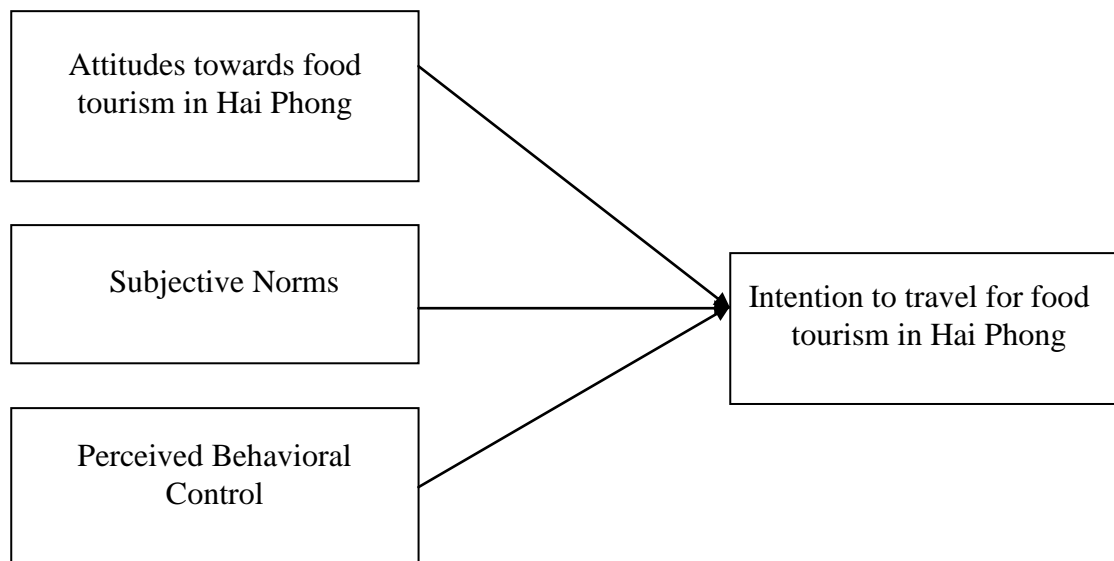 Attitudes towards food
tourism in Hai Phong
Subjective Norms
Perceived Behavioral
Control
Intention to travel for food
tourism in Hai Phong